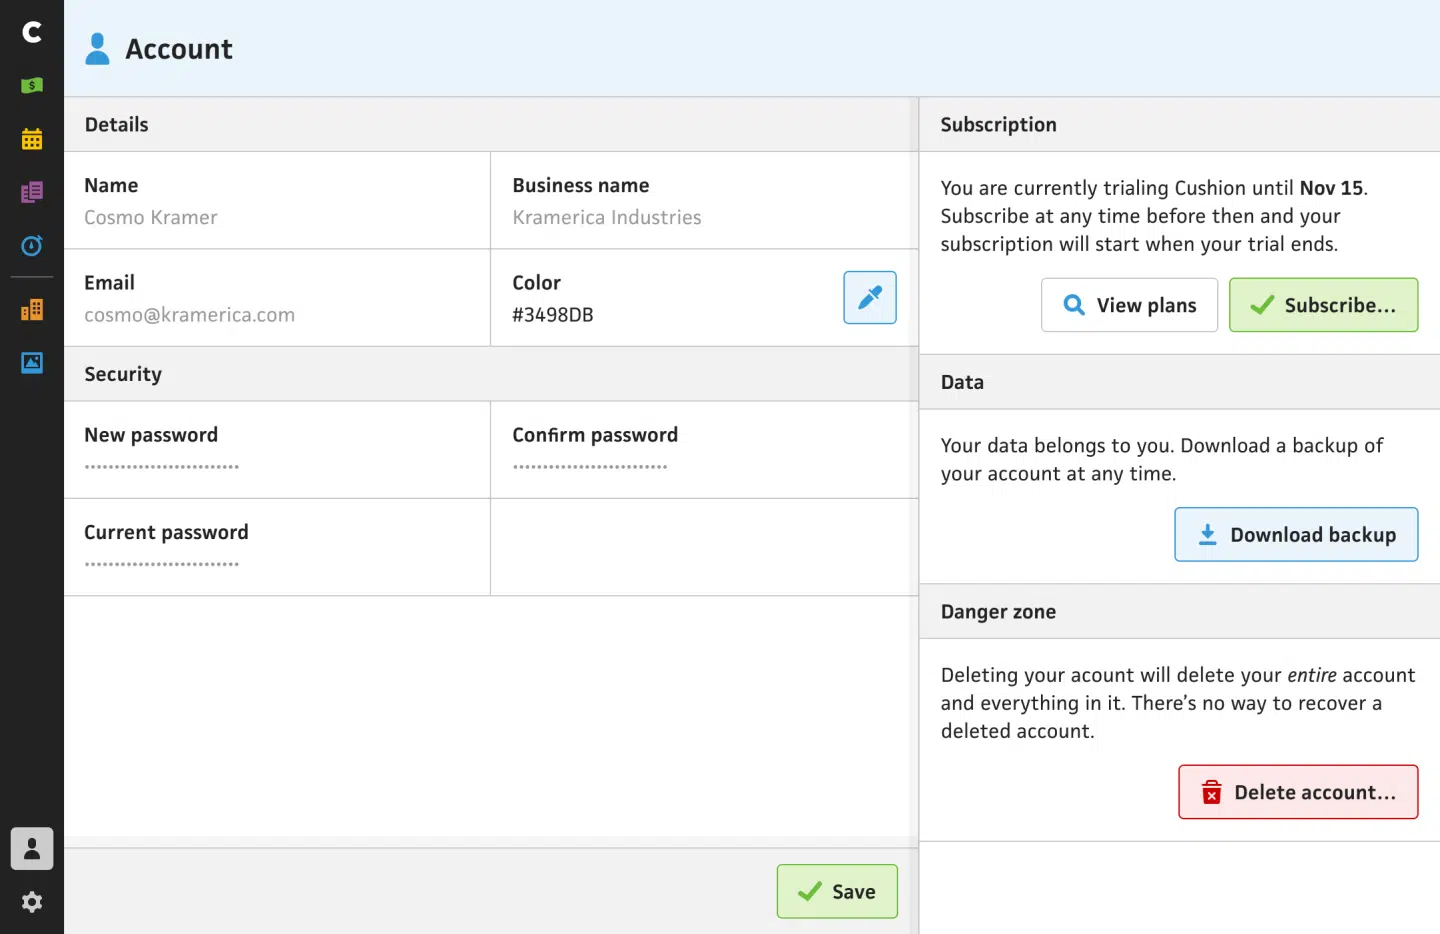 C
$
Account
Details
Name
Cosmo Kramer
Business name
Kramerica Industries
Email
cosmo@kramerica.com
Color
#3498DB
Security
New password
Confirm password
Current password
Save
Subscription
You are currently trialing Cushion until Nov 15.
Subscribe at any time before then and your
subscription will start when your trial ends.
View plans
Subscribe...
Data
Your data belongs to you. Download a backup of
your account at any time.
Download backup
Danger zone
Deleting your acount will delete your entire account
and everything in it. There’s no way to recover a
deleted account.
Delete account...